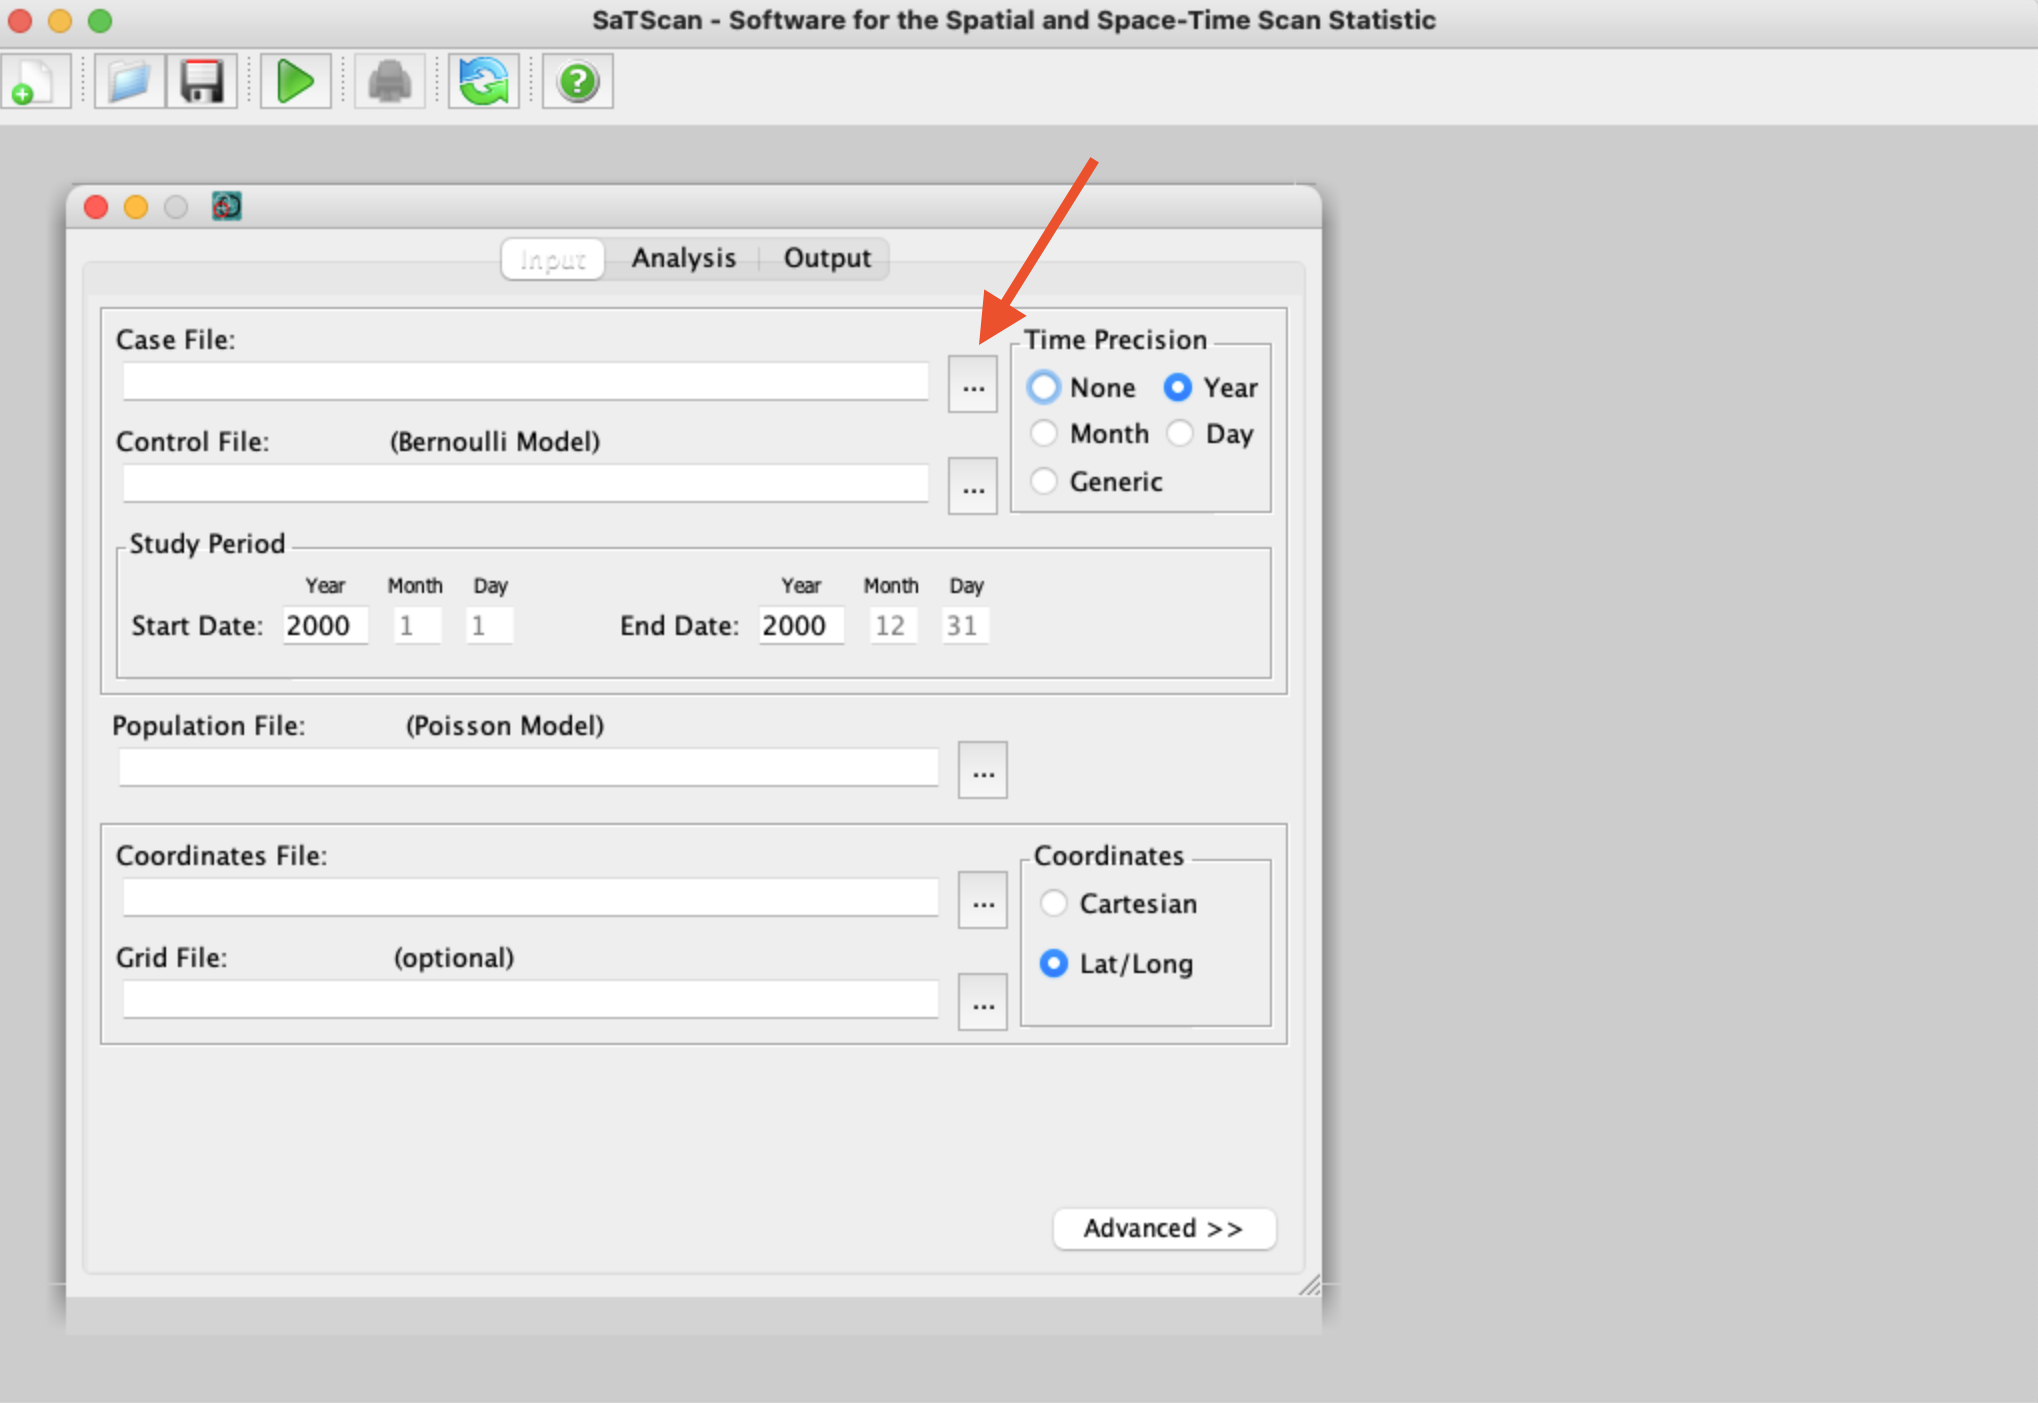 SaTScan - Software for the Spatial and Space-Time Scan Statistic
Input Analysis Output
Case File:
...
Time Precision
None Year
Month Day
Generic
Control File: (Bernoulli Model)
...
Study Period
Year Month Day Year Month Day
Start Date: 2000 1 1 End Date: 2000 12 31
Population File: (Poisson Model)
...
Coordinates File:
...
Coordinates
Cartesian
Lat/Long
Grid File: (optional)
...
Advanced >>